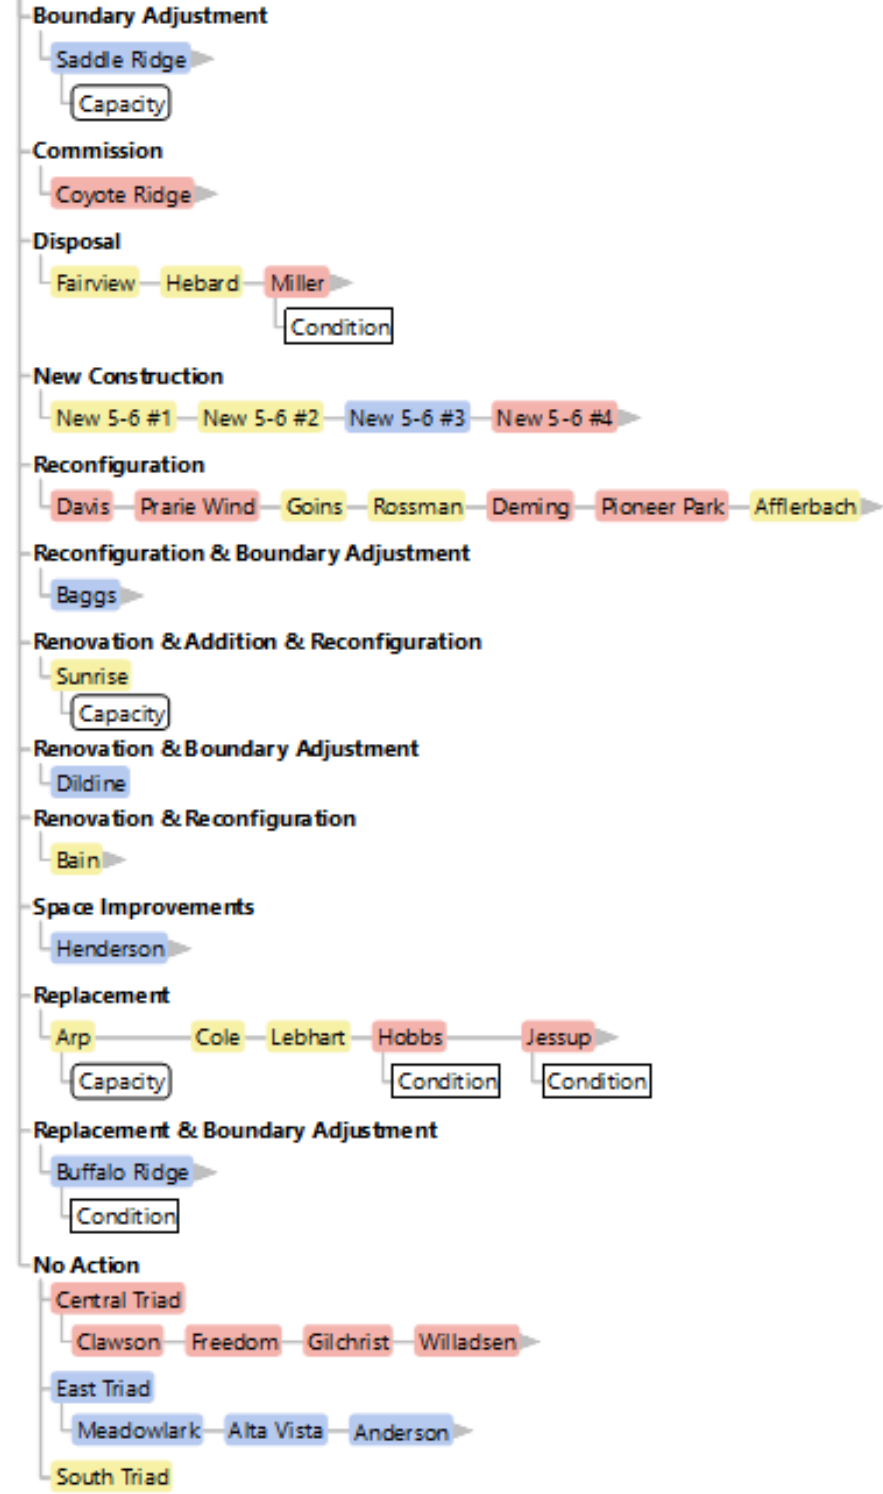 Boundary Adjustment
Saddle Ridge
Capacity
Commission
Coyote Ridge
Disposal
Fairview Hebard Miller
Condition
New Construction
New 5-6 #1 New 5-6 #2 New 5-6 #3 New 5-6 #4
Reconfiguration
Davis Prarie Wind Goins Rossman Deming Pioneer Park Afflerbach
Reconfiguration & Boundary Adjustment
Baggs
Renovation & Addition & Reconfiguration
Sunrise
Capacity
Renovation & Boundary Adjustment
Dildine
Renovation & Reconfiguration
Bain
Space Improvements
Henderson
Replacement
Arp Cole Lebhart Hobbs Jessup
Capacity Condition Condition
Replacement & Boundary Adjustment
Buffalo Ridge
Condition
No Action
Central Triad
Clawson Freedom Gilchrist Willadsen
East Triad
Meadowlark Alta Vista Anderson
South Triad